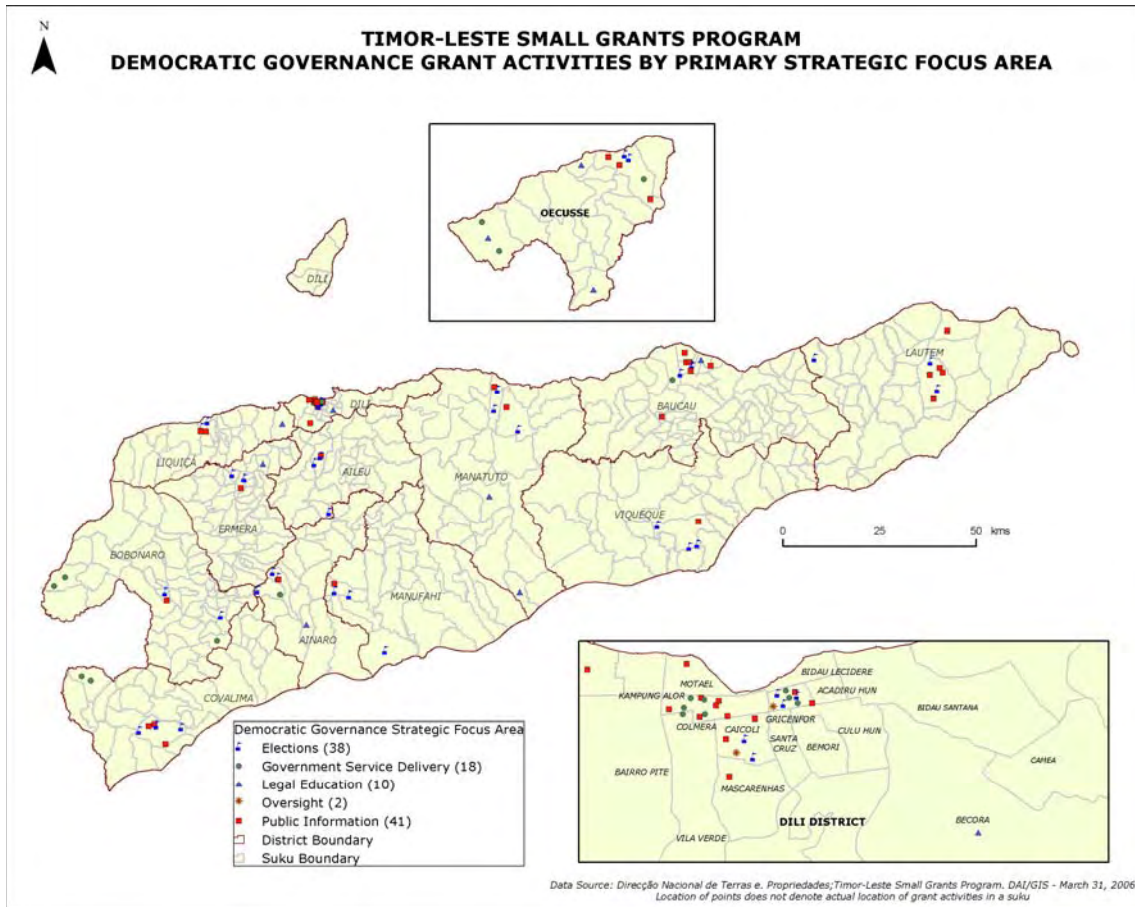 N
TIMOR-LESTE SMALL GRANTS PROGRAM
DEMOCRATIC GOVERNANCE GRANT ACTIVITIES BY PRIMARY STRATEGIC FOCUS AREA
OECUSSE
DILI
LAUTEM
DILI
BAUCAU
LIQUIÇÁ
AILEU
MANATUTO
VIQUEQUE
ERMERA
BOBONARO
0 25 50 kms
MANUFAHI
AINARO
COVALIMA
Democratic Governance Strategic Focus Area
Elections (38)
Government Service Delivery (18)
Legal Education (10)
Oversight (2)
Public Information (41)
District Boundary
Suku Boundary
BIDAU LECIDERE
MOTAEL
KAMPUNG ALOR
ACADIRU HUN
BIDAU SANTANA
GRICENFOR
COLMERA
CAICOLI
CULU HUN
SANTA
CRUZ
BEMORI
CAMEA
BAIRRO PITE
MASCARENHAS
DILI DISTRICT
BECORA
VILA VERDE
Data Source: Direcção Nacional de Terras e. Propriedades;Timor-Leste Small Grants Program. DAI/GIS - March 31, 2006
Location of points does not denote actual location of grant activities in a suku